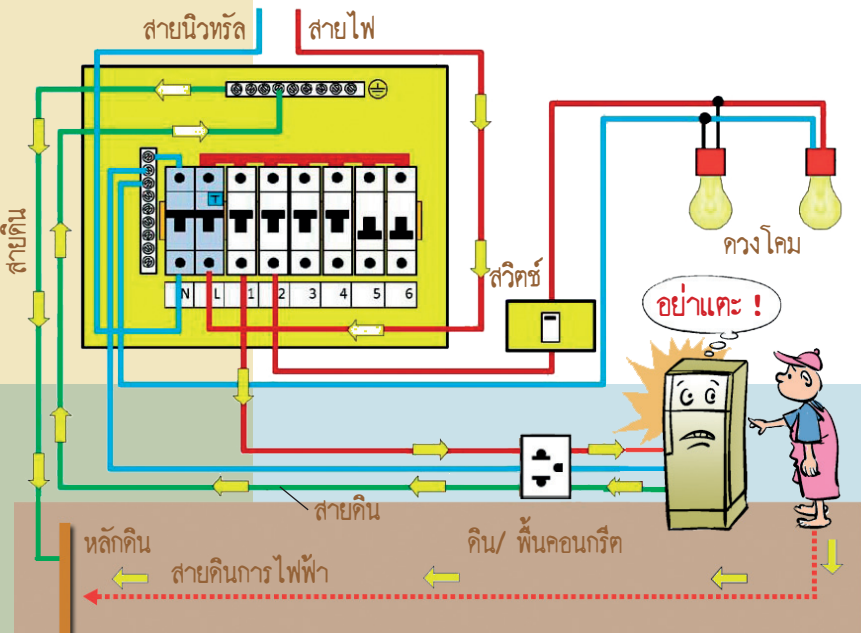 สายนิวทรัล
สายไฟ
สายดิน
T
N L 1 2 3 4 5 6
ดวงโคม
สวิตช์
อย่าแตะ !
สายดิน
หลักดิน
ดิน/ พื้นคอนกรีต
สายดินการไฟฟ้า